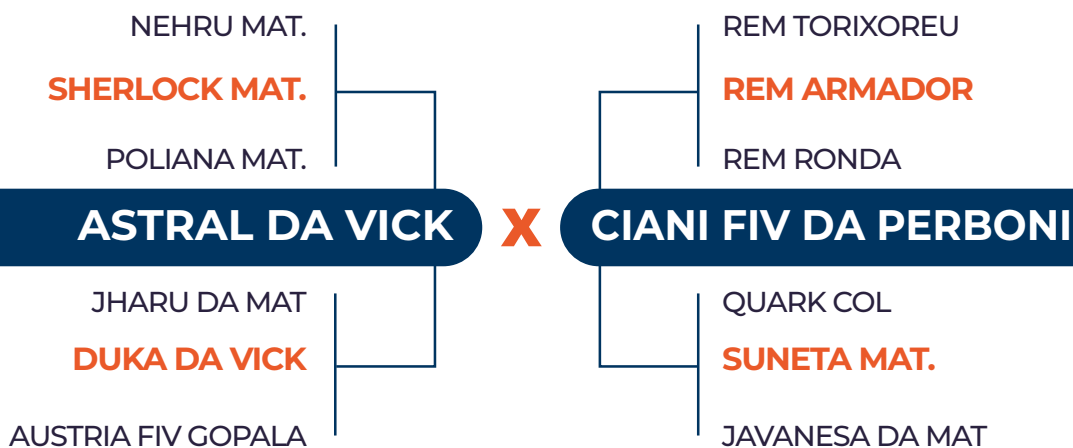 NEHRU MAT.
SHERLOCK MAT.
POLIANA MAT.
ASTRAL DA VICK
JHARU DA MAT
DUKA DA VICK
AUSTRIA FIV GOPALA
X
REM TORIXOREU
REM ARMADOR
REM RONDA
CIANI FIV DA PERBONI
QUARK COL
SUNETA MAT.
JAVANESA DA MAT